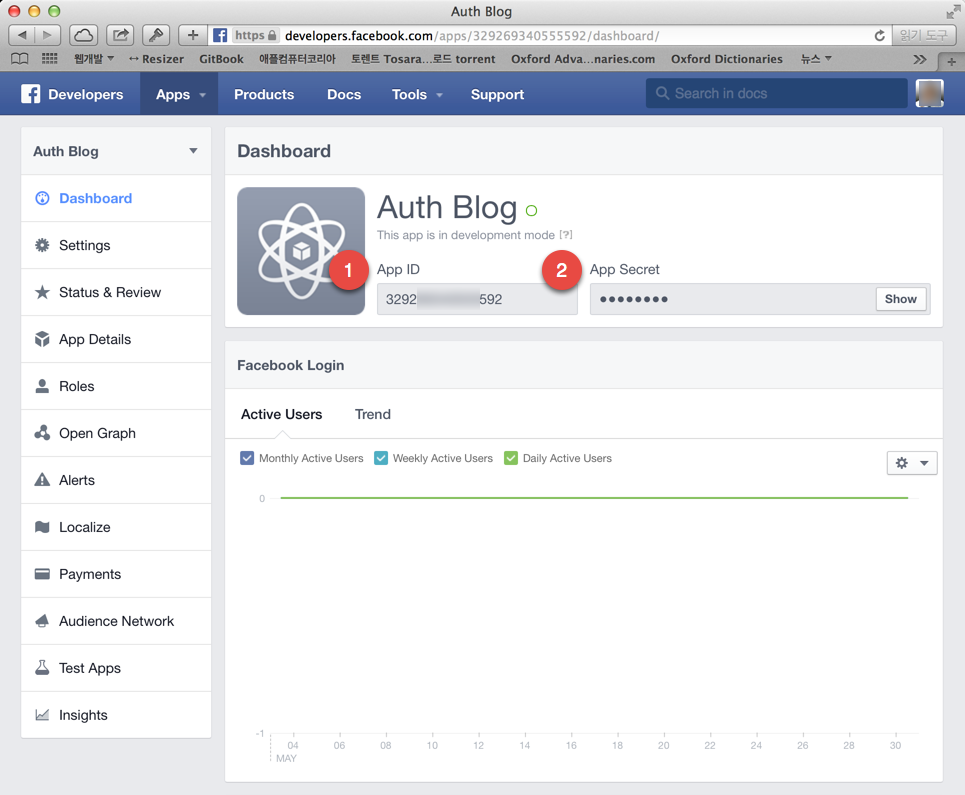 Auth Blog
https developers.facebook.com/apps/329269340555592/dashboard/ 읽기 도구
웹개발 ↔ Resizer GitBook 애플컴퓨터코리아 토렌트 Tosara...로드 torrent Oxford Adva...naries.com Oxford Dictionaries 뉴스
f Developers Apps Products Docs Tools Support Search in docs
Auth Blog
Dashboard
Settings
Status & Review
App Details
Roles
Open Graph
Alerts
Localize
Payments
Audience Network
Test Apps
Insights
Dashboard
Auth Blog
This app is in development mode [?]
1 App ID 2 App Secret
3292 592 •••••••• Show
Facebook Login
Active Users Trend
Monthly Active Users Weekly Active Users Daily Active Users
0
-1
04 06 08 10 12 14 16 18 20 22 24 26 28 30
MAY